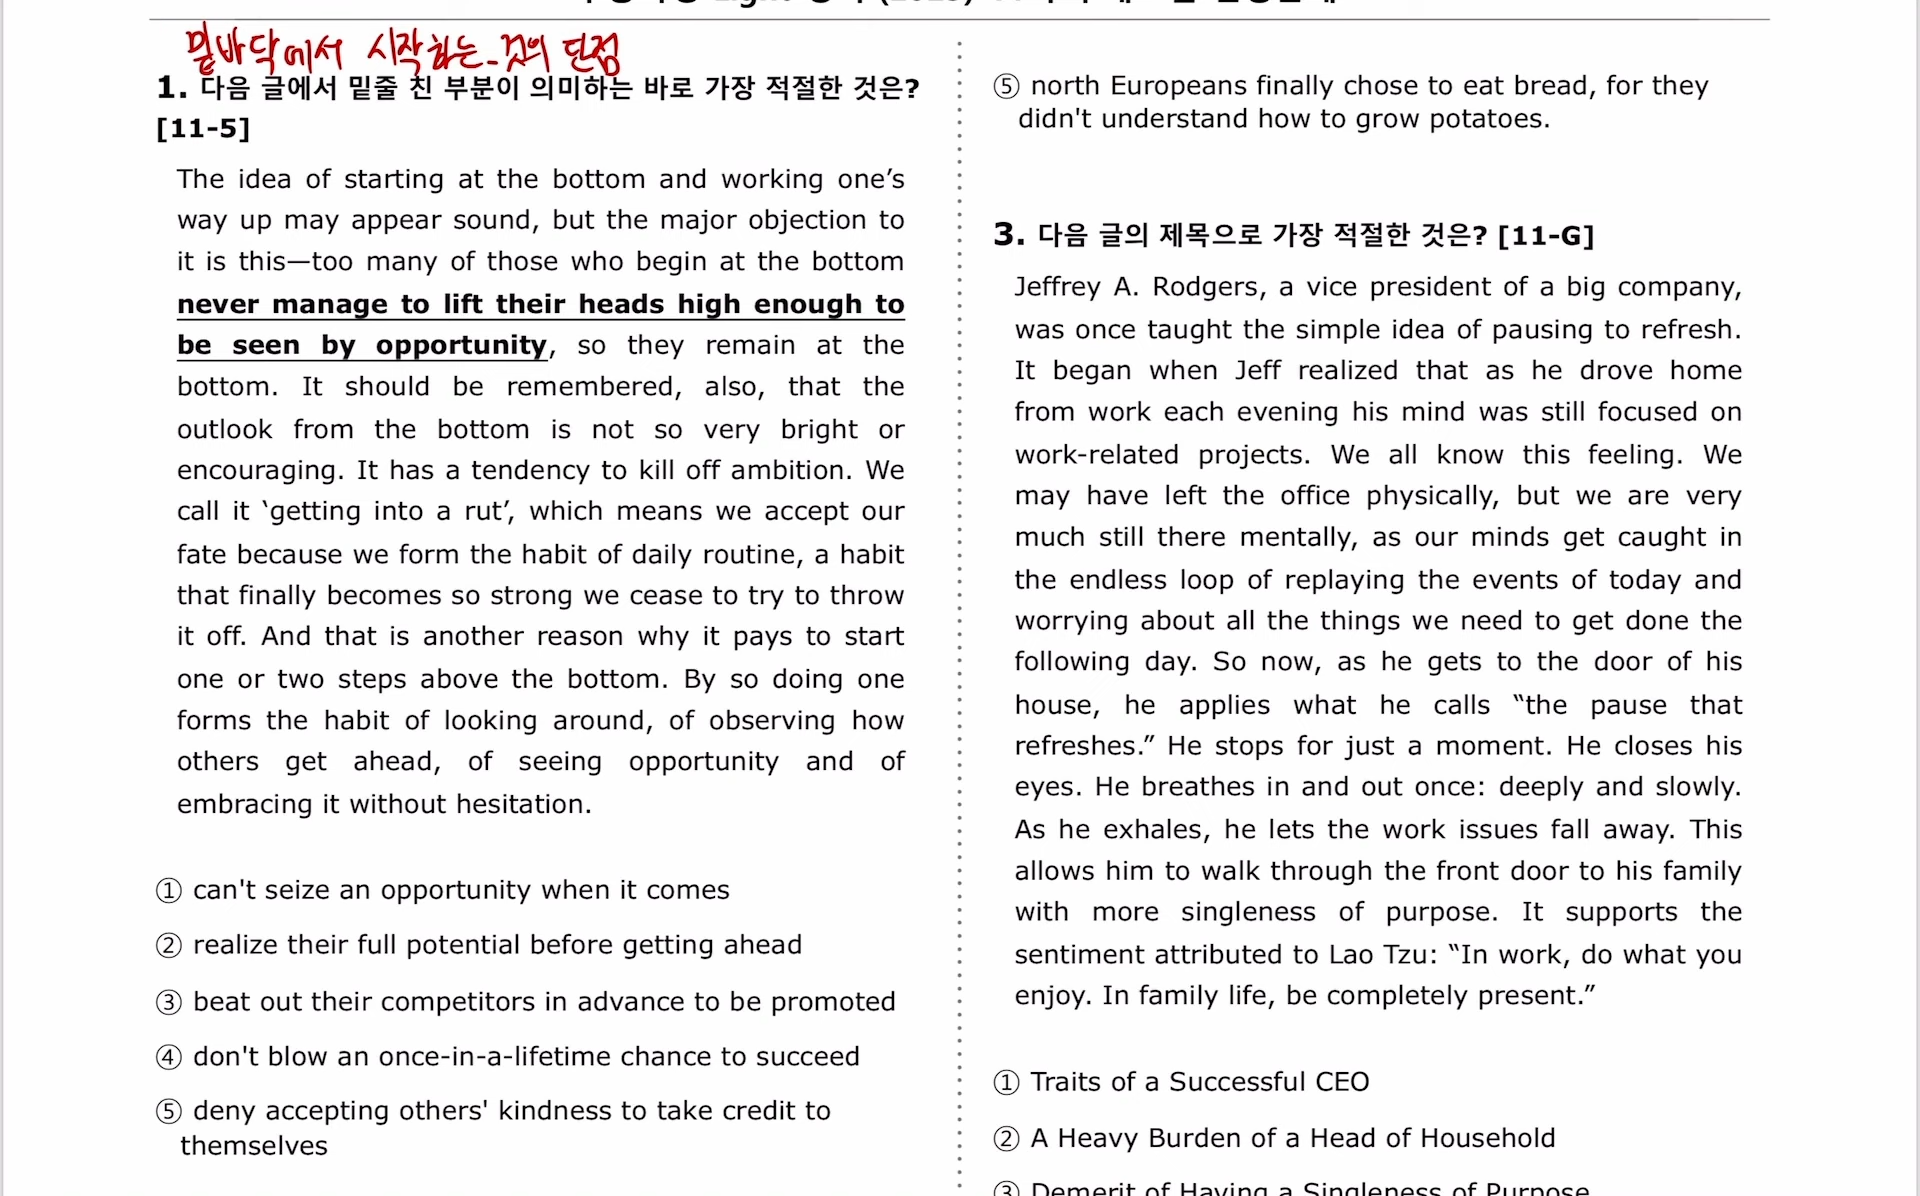 밑바닥에서 시작하는 것의 단점
1. 다음 글에서 밑줄 친 부분이 의미하는 바로 가장 적절한 것은?
[11-5]
The idea of starting at the bottom and working one’s
way up may appear sound, but the major objection to
it is this—too many of those who begin at the bottom
never manage to lift their heads high enough to
be seen by opportunity, so they remain at the
bottom. It should be remembered, also, that the
outlook from the bottom is not so very bright or
encouraging. It has a tendency to kill off ambition. We
call it ‘getting into a rut’, which means we accept our
fate because we form the habit of daily routine, a habit
that finally becomes so strong we cease to try to throw
it off. And that is another reason why it pays to start
one or two steps above the bottom. By so doing one
forms the habit of looking around, of observing how
others get ahead, of seeing opportunity and of
embracing it without hesitation.
① can't seize an opportunity when it comes
② realize their full potential before getting ahead
③ beat out their competitors in advance to be promoted
④ don't blow an once-in-a-lifetime chance to succeed
⑤ deny accepting others' kindness to take credit to
themselves
⑤ north Europeans finally chose to eat bread, for they
didn't understand how to grow potatoes.
3. 다음 글의 제목으로 가장 적절한 것은? [11-G]
Jeffrey A. Rodgers, a vice president of a big company,
was once taught the simple idea of pausing to refresh.
It began when Jeff realized that as he drove home
from work each evening his mind was still focused on
work-related projects. We all know this feeling. We
may have left the office physically, but we are very
much still there mentally, as our minds get caught in
the endless loop of replaying the events of today and
worrying about all the things we need to get done the
following day. So now, as he gets to the door of his
house, he applies what he calls “the pause that
refreshes.” He stops for just a moment. He closes his
eyes. He breathes in and out once: deeply and slowly.
As he exhales, he lets the work issues fall away. This
allows him to walk through the front door to his family
with more singleness of purpose. It supports the
sentiment attributed to Lao Tzu: “In work, do what you
enjoy. In family life, be completely present.”
① Traits of a Successful CEO
② A Heavy Burden of a Head of Household
③ Demerit of Having a Singleness of Purpose